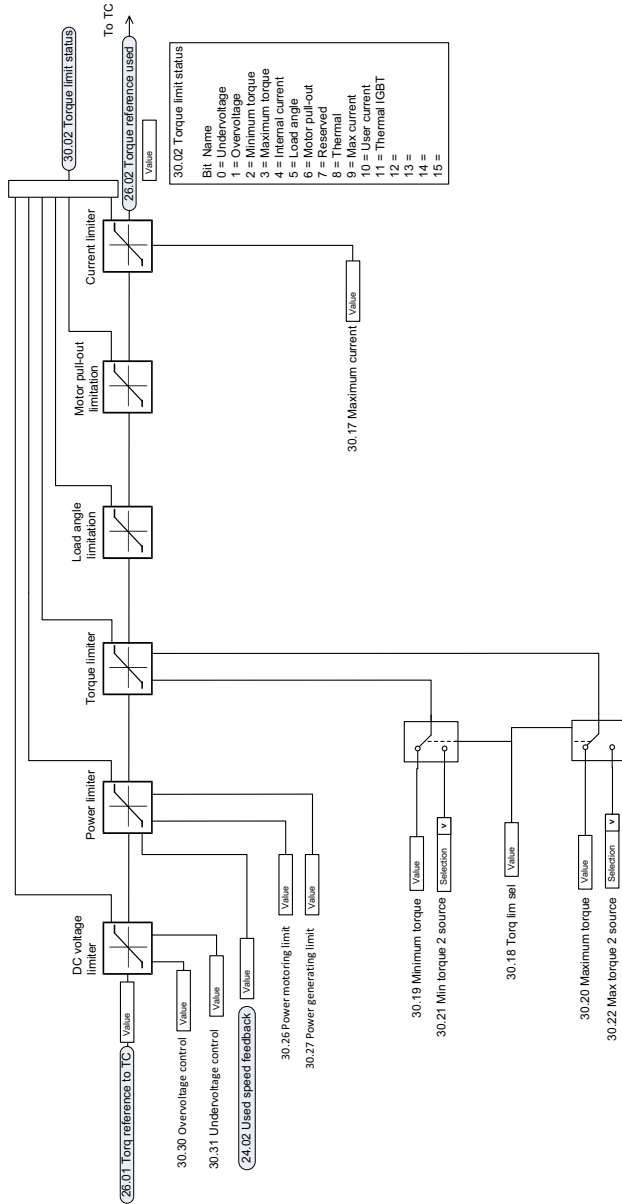 26.01 Torq reference to TC
Value
30.30 Overvoltage control
Value
30.31 Undervoltage control
Value
24.02 Used speed feedback
Value
30.26 Power motoring limit
Value
30.27 Power generating limit
Value
30.19 Minimum torque
Value
30.21 Min torque 2 source
Selection v
30.18 Torq lim sel
Value
30.20 Maximum torque
Value
30.22 Max torque 2 source
Selection v
DC voltage
limiter
Power limiter
Torque limiter
Load angle
limitation
Motor pull-out
limitation
Current limiter
30.17 Maximum current
Value
30.02 Torque limit status
26.02 Torque reference used
Value
To TC
30.02 Torque limit status
Bit Name
0 = Undervoltage
1 = Overvoltage
2 = Minimum torque
3 = Maximum torque
4 = Internal current
5 = Load angle
6 = Motor pull-out
7 = Reserved
8 = Thermal
9 = Max current
10 = User current
11 = Thermal IGBT
12 =
13 =
14 =
15 =